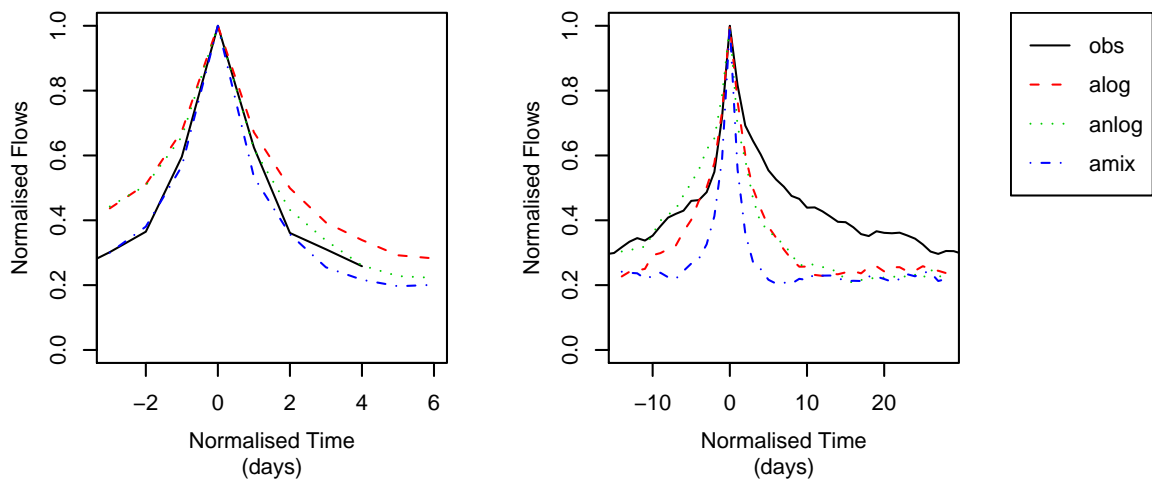 Normalised Flows
1.0
0.8
0.6
0.4
0.2
0.0
−2 0 2 4 6
Normalised Time
(days)
Normalised Flows
1.0
0.8
0.6
0.4
0.2
0.0
−10 0 10 20
Normalised Time
(days)
obs
alog
anlog
amix